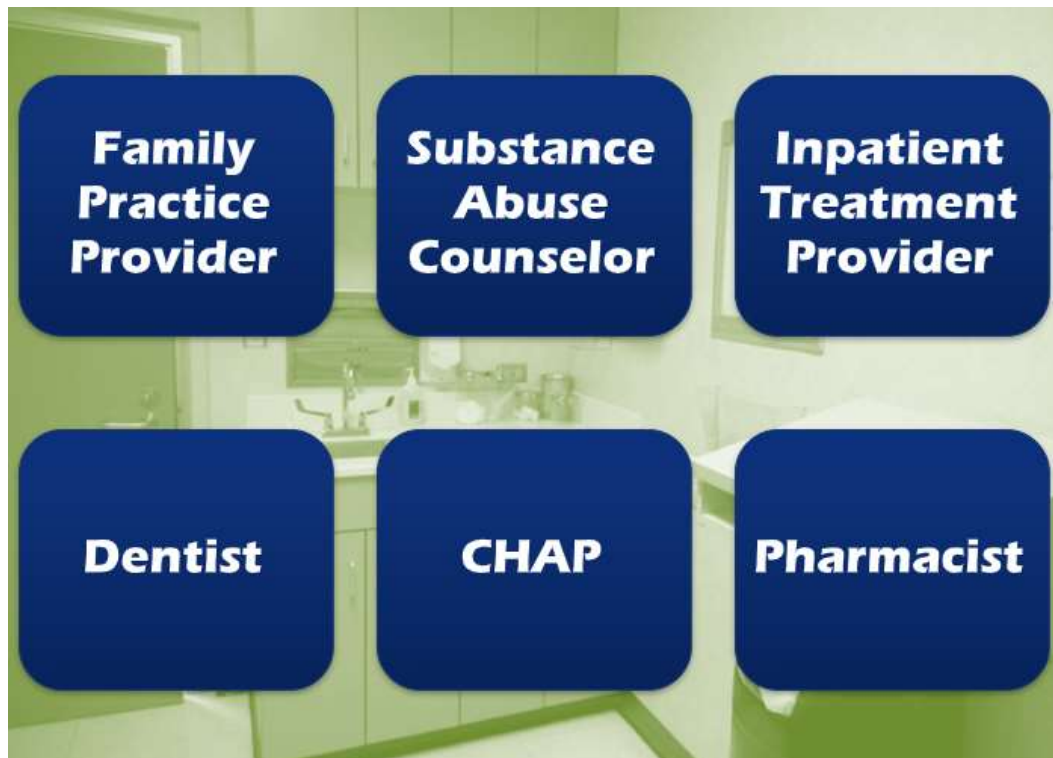 Family
Practice
Provider
Substance
Abuse
Counselor
Inpatient
Treatment
Provider
Dentist
CHAP
Pharmacist